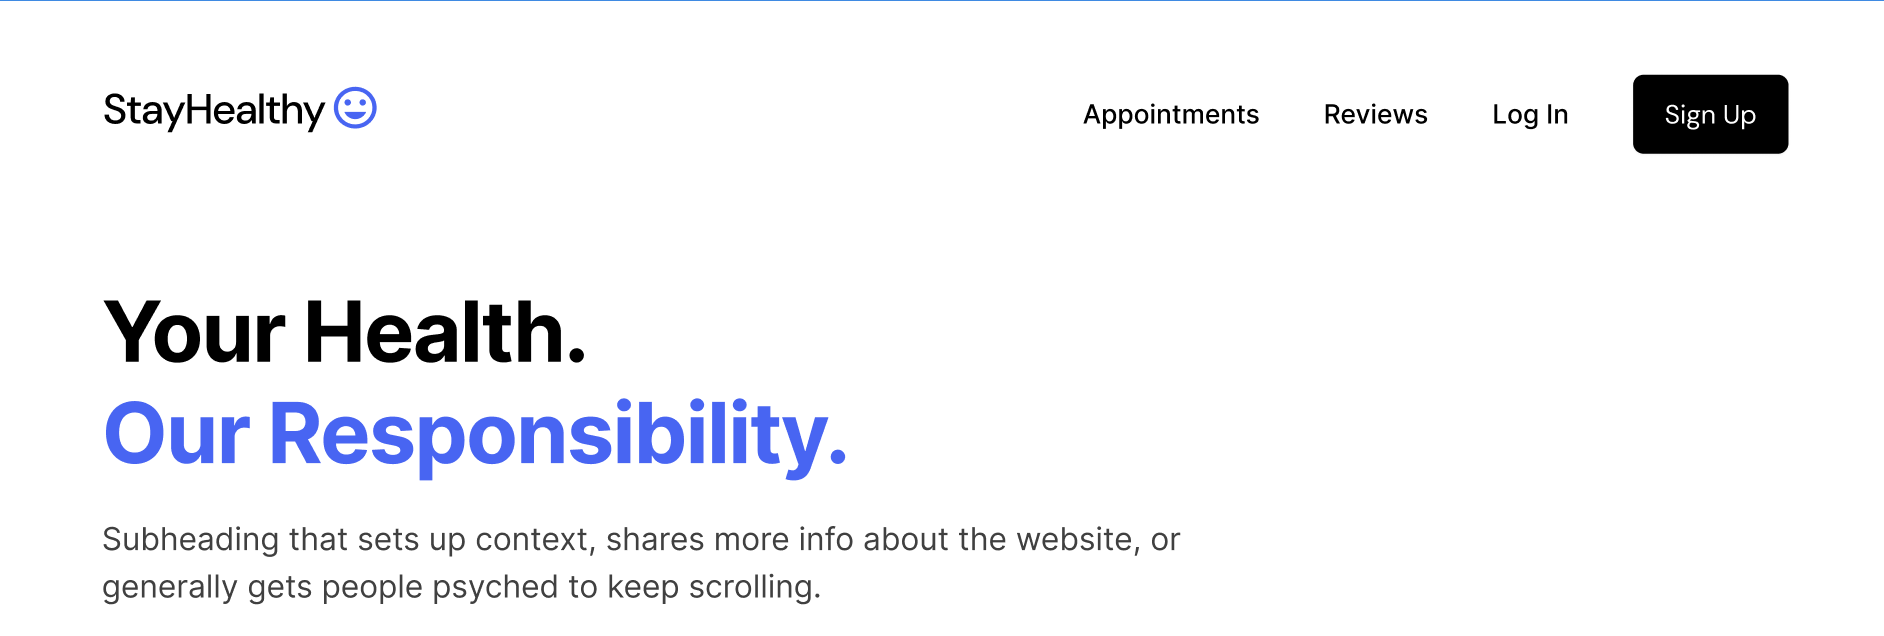 StayHealthy
Appointments
Reviews
Log In
Sign Up
Your Health.
Our Responsibility.
Subheading that sets up context, shares more info about the website, or
generally gets people psyched to keep scrolling.